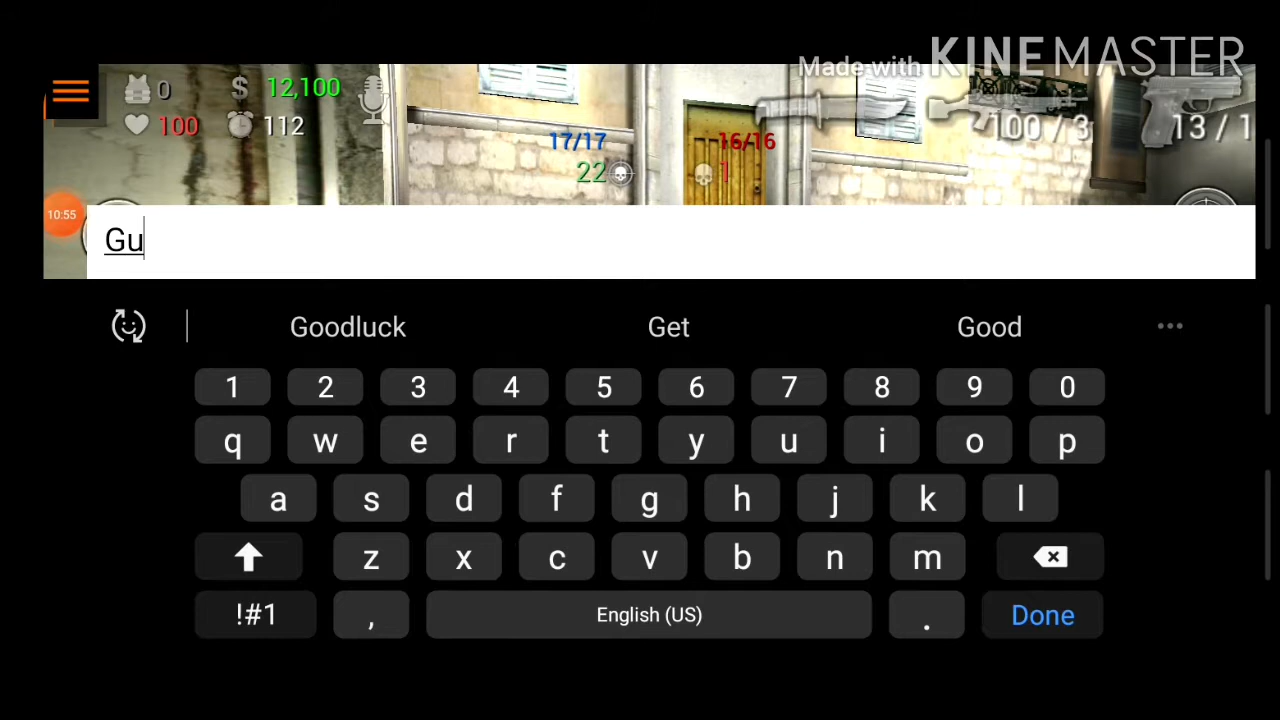 Made with KINEMASTER
0 $ 12,100
100 112
17/17 16/16
22 1
100 / 3 13 / 1
10:55
Gu
Goodluck Get Good ...
1 2 3 4 5 6 7 8 9 0
q w e r t y u i o p
a s d f g h j k l
z x c v b n m
!#1 , English (US) . Done